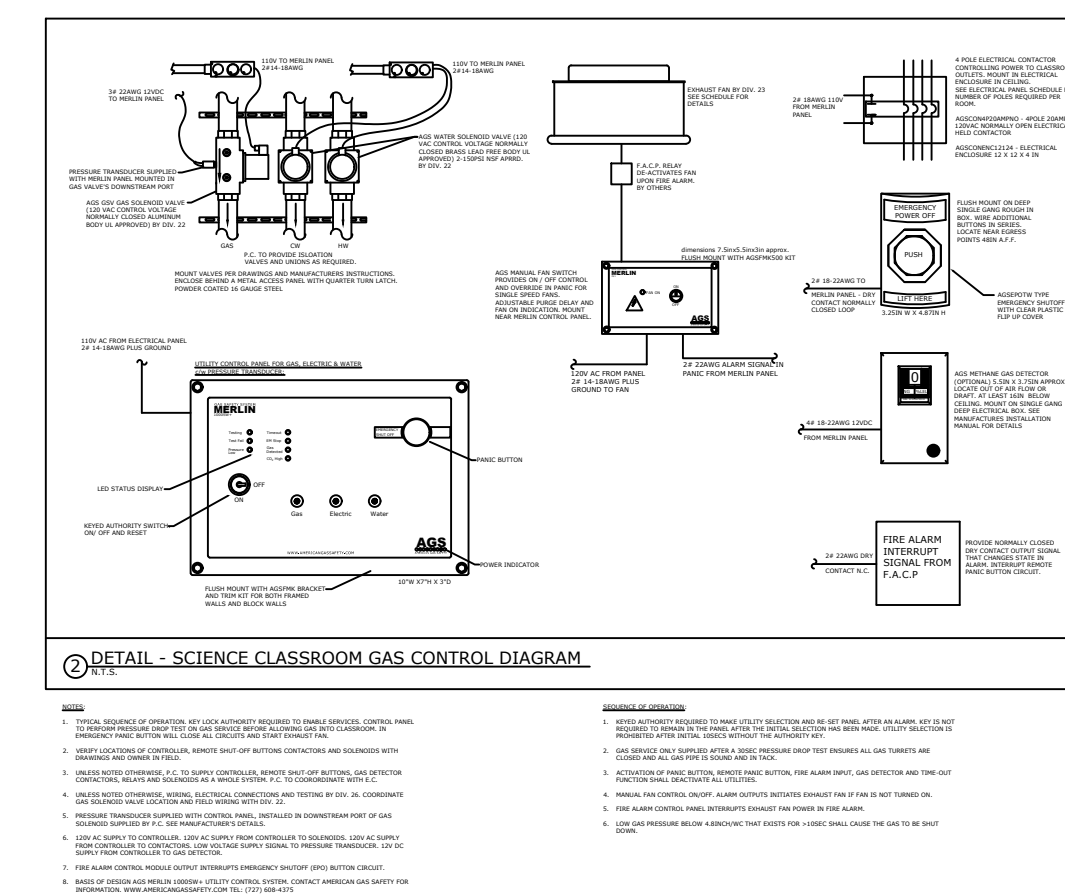 110V TO MERLIN PANEL
2#14-18AWG
110V TO MERLIN PANEL
2#14-18AWG
3# 22AWG 12VDC
TO MERLIN PANEL
AGS WATER SOLENOID VALVE (120
VAC CONTROL VOLTAGE NORMALLY
CLOSED BRASS LEAD FREE BODY UL
APPROVED) 2-150PSI NSF APRRD.
BY DIV. 22
PRESSURE TRANSDUCER SUPPLIED
WITH MERLIN PANEL MOUNTED IN
GAS VALVE'S DOWNSTREAM PORT
AGS GSV GAS SOLENOID VALVE
(120 VAC CONTROL VOLTAGE
NORMALLY CLOSED ALUMINUM
BODY UL APPROVED) BY DIV. 22
GAS
CW
HW
P.C. TO PROVIDE ISLOATION
VALVES AND UNIONS AS REQUIRED.
MOUNT VALVES PER DRAWINGS AND MANUFACTURERS INSTRUCTIONS.
ENCLOSE BEHIND A METAL ACCESS PANEL WITH QUARTER TURN LATCH.
POWDER COATED 16 GAUGE STEEL
EXHAUST FAN BY DIV. 23
SEE SCHEDULE FOR
DETAILS
F.A.C.P. RELAY
DE-ACTIVATES FAN
UPON FIRE ALARM.
BY OTHERS
dimensions 7.5inx5.5inx3in approx.
FLUSH MOUNT WITH AGSFMK500 KIT
AGS MANUAL FAN SWITCH
PROVIDES ON / OFF CONTROL
AND OVERRIDE IN PANIC FOR
SINGLE SPEED FANS.
ADJUSTABLE PURGE DELAY AND
FAN ON INDICATION. MOUNT
NEAR MERLIN CONTROL PANEL.
MERLIN
FAN ON
ON
OFF
AGS
120V AC FROM PANEL
2# 14-18AWG PLUS
GROUND TO FAN
2# 22AWG ALARM SIGNAL IN
PANIC FROM MERLIN PANEL
4 POLE ELECTRICAL CONTACTOR
CONTROLLING POWER TO CLASSRO
OUTLETS. MOUNT IN ELECTRICAL
ENCLOSURE IN CEILING.
SEE ELECTRICAL PANEL SCHEDULE
NUMBER OF POLES REQUIRED PER
ROOM.
AGSCON4P20AMPNO - 4POLE 20AM
120VAC NORMALLY OPEN ELECTRICA
HELD CONTACTOR
AGSCONENC12124 - ELECTRICAL
ENCLOSURE 12 X 12 X 4 IN
2# 18AWG 110V
FROM MERLIN
PANEL
EMERGENCY
POWER OFF
PUSH
LIFT HERE
3.25IN W X 4.87IN H
FLUSH MOUNT ON DEEP
SINGLE GANG ROUGH IN
BOX. WIRE ADDITIONAL
BUTTONS IN SERIES.
LOCATE NEAR EGRESS
POINTS 48IN A.F.F.
2# 18-22AWG TO
MERLIN PANEL - DRY
CONTACT NORMALLY
CLOSED LOOP
AGSEPOTW TYPE
EMERGENCY SHUTOFF
WITH CLEAR PLASTIC
FLIP UP COVER
0
AGS METHANE GAS DETECTOR
(OPTIONAL) 5.5IN X 3.75IN APPROX
LOCATE OUT OF AIR FLOW OR
DRAFT. AT LEAST 16IN BELOW
CEILING. MOUNT ON SINGLE GANG
DEEP ELECTRICAL BOX. SEE
MANUFACTURES INSTALLATION
MANUAL FOR DETAILS
4# 18-22AWG 12VDC
FROM MERLIN PANEL
FIRE ALARM
INTERRUPT
SIGNAL FROM
F.A.C.P
2# 22AWG DRY
CONTACT N.C.
PROVIDE NORMALLY CLOSED
DRY CONTACT OUTPUT SIGNAL
THAT CHANGES STATE IN
ALARM. INTERRUPT REMOTE
PANIC BUTTON CIRCUIT.
110V AC FROM ELECTRICAL PANEL
2# 14-18AWG PLUS GROUND
UTILITY CONTROL PANEL FOR GAS, ELECTRIC & WATER
c/w PRESSURE TRANSDUCER:
GAS SAFETY SYSTEM
MERLIN
1000SW+
Testing
Test Fail
Pressure
Low
Timeout
EM Stop
Gas
Detected
CO₂ High
EMERGENCY
SHUT OFF
OFF
ON
Gas
Electric
Water
WWW.AMERICANGASSAFETY.COM
AGS
PANIC BUTTON
LED STATUS DISPLAY
KEYED AUTHORITY SWITCH
ON/ OFF AND RESET
POWER INDICATOR
10"W X7"H X 3"D
FLUSH MOUNT WITH AGSFMK BRACKET
AND TRIM KIT FOR BOTH FRAMED
WALLS AND BLOCK WALLS
2
DETAIL - SCIENCE CLASSROOM GAS CONTROL DIAGRAM
N.T.S.
NOTES:
1. TYPICAL SEQUENCE OF OPERATION. KEY LOCK AUTHORITY REQUIRED TO ENABLE SERVICES. CONTROL PANEL
TO PERFORM PRESSURE DROP TEST ON GAS SERVICE BEFORE ALLOWING GAS INTO CLASSROOM. IN
EMERGENCY PANIC BUTTON WILL CLOSE ALL CIRCUITS AND START EXHAUST FAN.
2. VERIFY LOCATIONS OF CONTROLLER, REMOTE SHUT-OFF BUTTONS CONTACTORS AND SOLENOIDS WITH
DRAWINGS AND OWNER IN FIELD.
3. UNLESS NOTED OTHERWISE, P.C. TO SUPPLY CONTROLLER, REMOTE SHUT-OFF BUTTONS, GAS DETECTOR
CONTACTORS, RELAYS AND SOLENOIDS AS A WHOLE SYSTEM. P.C. TO COORORDINATE WITH E.C.
4. UNLESS NOTED OTHERWISE, WIRING, ELECTRICAL CONNECTIONS AND TESTING BY DIV. 26. COORDINATE
GAS SOLENOID VALVE LOCATION AND FIELD WIRING WITH DIV. 22.
5. PRESSURE TRANSDUCER SUPPLIED WITH CONTROL PANEL, INSTALLED IN DOWNSTREAM PORT OF GAS
SOLENOID SUPPLIED BY P.C. SEE MANUFACTURER'S DETAILS.
6. 120V AC SUPPLY TO CONTROLLER. 120V AC SUPPLY FROM CONTROLLER TO SOLENOIDS. 120V AC SUPPLY
FROM CONTROLLER TO CONTACTORS. LOW VOLTAGE SUPPLY SIGNAL TO PRESSURE TRANSDUCER. 12V DC
SUPPLY FROM CONTROLLER TO GAS DETECTOR.
7. FIRE ALARM CONTROL MODULE OUTPUT INTERRUPTS EMERGENCY SHUTOFF (EPO) BUTTON CIRCUIT.
8. BASIS OF DESIGN AGS MERLIN 1000SW+ UTILITY CONTROL SYSTEM. CONTACT AMERICAN GAS SAFETY FOR
INFORMATION. WWW.AMERICANGASSAFETY.COM TEL: (727) 608-4375
SEQUENCE OF OPERATION:
1. KEYED AUTHORITY REQUIRED TO MAKE UTILITY SELECTION AND RE-SET PANEL AFTER AN ALARM. KEY IS NOT
REQUIRED TO REMAIN IN THE PANEL AFTER THE INITIAL SELECTION HAS BEEN MADE. UTILITY SELECTION IS
PROHIBITED AFTER INITIAL 10SECS WITHOUT THE AUTHORITY KEY.
2. GAS SERVICE ONLY SUPPLIED AFTER A 30SEC PRESSURE DROP TEST ENSURES ALL GAS TURRETS ARE
CLOSED AND ALL GAS PIPE IS SOUND AND IN TACK.
3. ACTIVATION OF PANIC BUTTON, REMOTE PANIC BUTTON, FIRE ALARM INPUT, GAS DETECTOR AND TIME-OUT
FUNCTION SHALL DEACTIVATE ALL UTILITIES.
4. MANUAL FAN CONTROL ON/OFF. ALARM OUTPUTS INITIATES EXHAUST FAN IF FAN IS NOT TURNED ON.
5. FIRE ALARM CONTROL PANEL INTERRUPTS EXHAUST FAN POWER IN FIRE ALARM.
6. LOW GAS PRESSURE BELOW 4.8INCH/WC THAT EXISTS FOR >10SEC SHALL CAUSE THE GAS TO BE SHUT
DOWN.